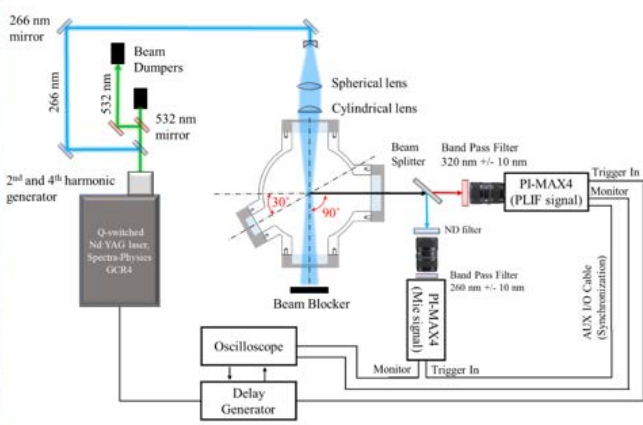 266 nm
mirror
266 nm
Beam
Dumpers
532 nm
532 nm
mirror
2nd and 4th harmonic
generator
Q-switched
Nd:YAG laser,
Spectra-Physics
GCR4
Spherical lens
Cylindrical lens
30°
90°
Beam Blocker
Beam
Splitter
Band Pass Filter
320 nm +/- 10 nm
PI-MAX4
(PLIF signal)
Trigger In
Monitor
ND filter
Band Pass Filter
260 nm +/- 10 nm
PI-MAX4
(Mie signal)
AUX I/O Cable
(Synchronization)
Monitor
Trigger In
Oscilloscope
Delay
Generator